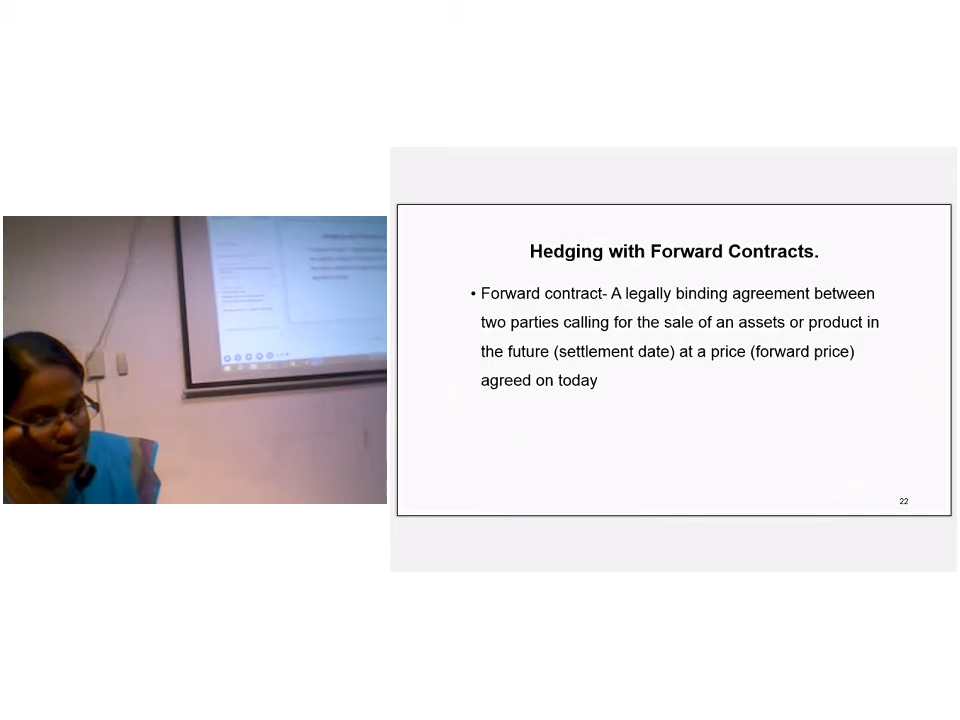 Hedging with Forward Contracts.
• Forward contract- A legally binding agreement between
two parties calling for the sale of an assets or product in
the future (settlement date) at a price (forward price)
agreed on today
22